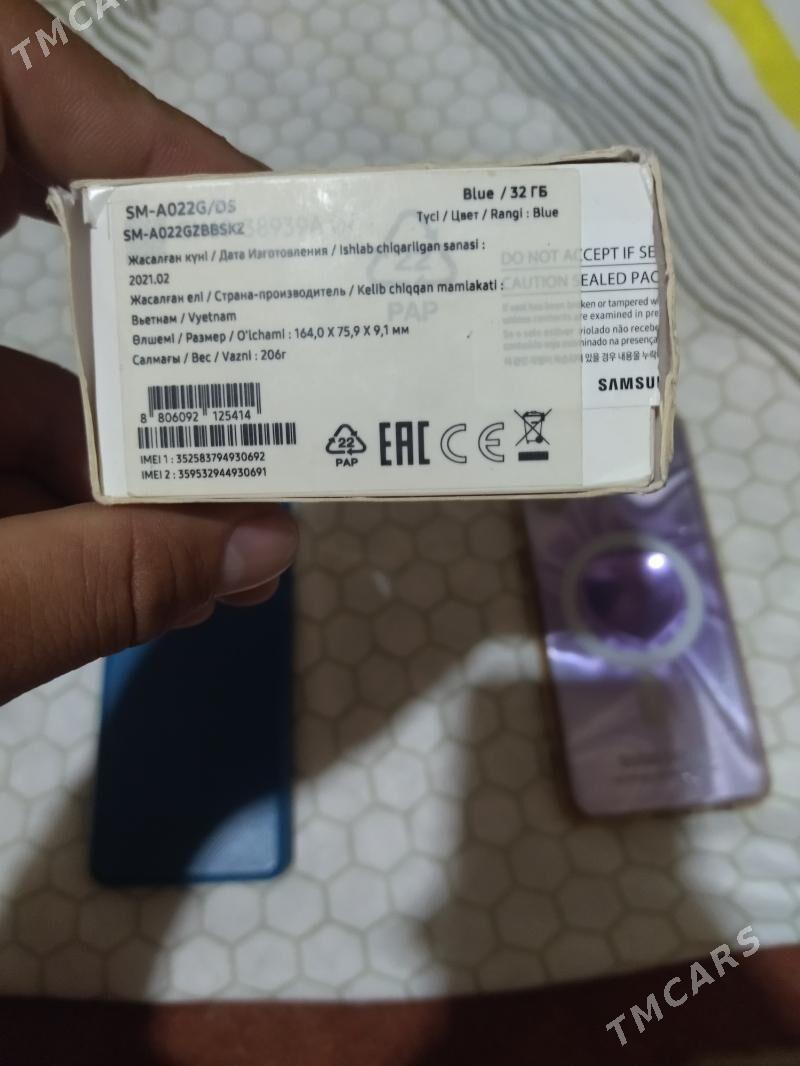 TMCARS
SM-A022G/DS
Blue / 32 ГБ
SM-A022GZBBSKZ
Түсі / Цвет / Rangi : Blue
Жасалған күні / Дата Изготовления / Ishlab chiqarilgan sanasi :
2021.02
Жасалған елі / Страна-производитель / Kelib chiqqan mamlakati :
Вьетнам / Vyetnam
Өлшемі / Размер / O'lchami : 164,0 X 75,9 X 9,1 мм
Салмағы / Вес / Vazni : 206г
DO NOT ACCEPT IF SE
CAUTION SEALED PAC
SAMSU
8 806092 125414
IMEI 1 : 352583794930692
IMEI 2 : 359532944930691
22
PAP
EAC CE
22
PAP
TMCARS